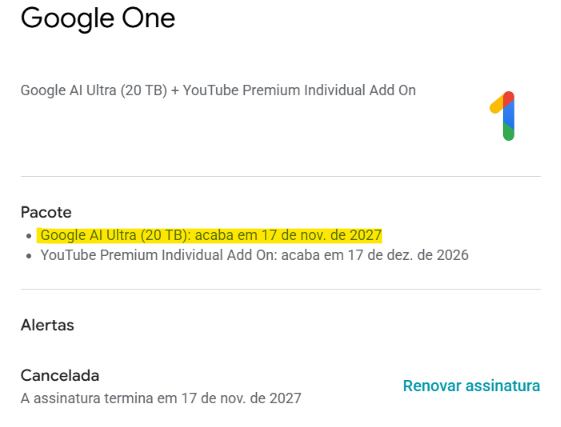 Google One
Google AI Ultra (20 TB) + YouTube Premium Individual Add On
Pacote
• Google AI Ultra (20 TB): acaba em 17 de nov. de 2027
• YouTube Premium Individual Add On: acaba em 17 de dez. de 2026
Alertas
Cancelada
Renovar assinatura
A assinatura termina em 17 de nov. de 2027